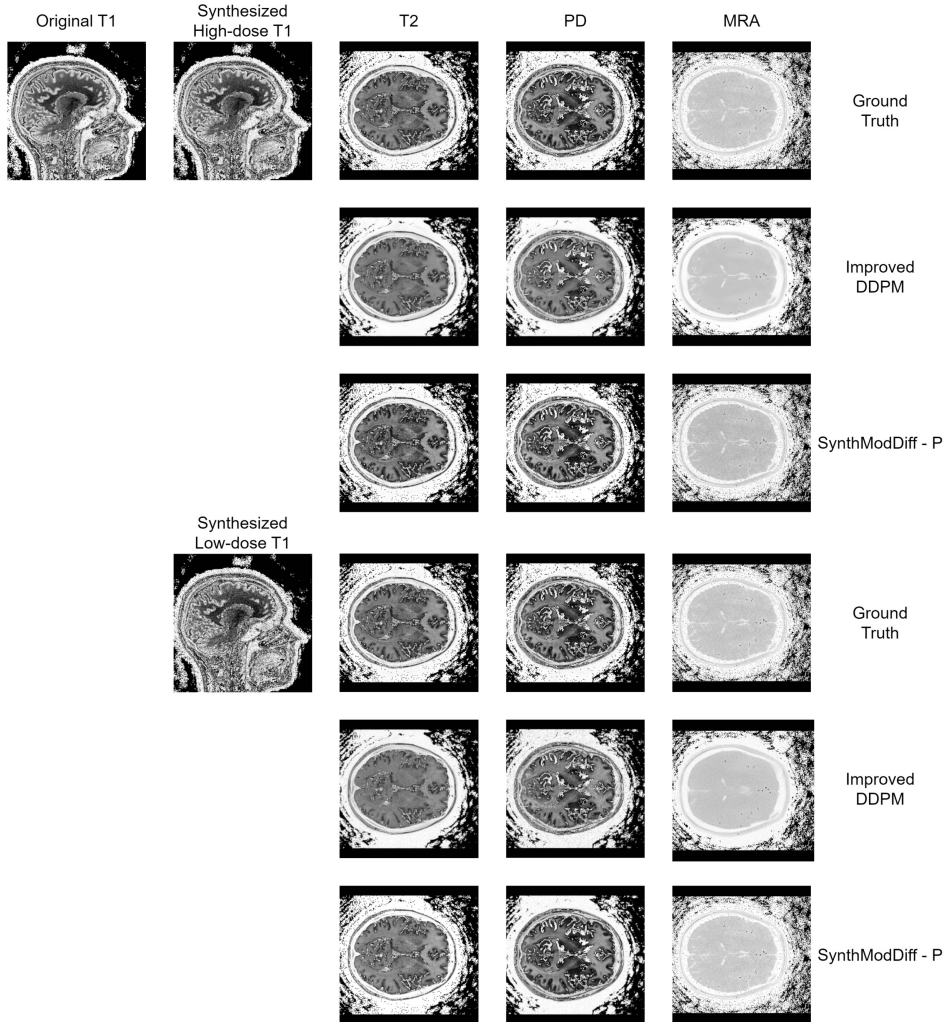 Original T1
Synthesized
High-dose T1
T2
PD
MRA
Ground
Truth
Improved
DDPM
SynthModDiff - P
Synthesized
Low-dose T1
Ground
Truth
Improved
DDPM
SynthModDiff - P